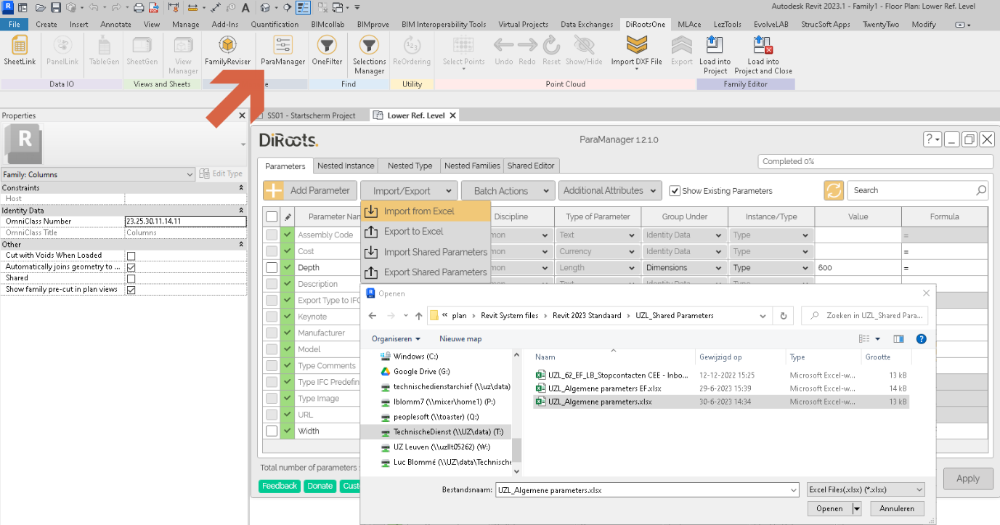 Autodesk Revit 2023.1 - Family1 - Floor Plan: Lower Ref. Level
File Create Insert Annotate View Manage Add-Ins Quantification BIMcollab BIMprove BIM Interoperability Tools Virtual Projects Data Exchanges DiRootsOne MLAce LezTools EvolveLAB StrucSoft Apps TwentyTwo Modify
SheetLink PanelLink TableGen SheetGen View Manager FamilyReviser ParaManager OneFilter Selections Manager ReOrdering Select Points Undo Redo Reset Show/Hide Import DXF File Export Load into Project Load into Project and Close
Data IO Views and Sheets e Find Utility Point Cloud Family Editor
Properties
SS01 - Startscherm Project
Lower Ref. Level
R
Family: Columns
Edit Type
Constraints
Host
Identity Data
OmniClass Number 23.25.30.11.14.11
OmniClass Title Columns
Other
Cut with Voids When Loaded
Automatically joins geometry to ...
Shared
Show family pre-cut in plan views
DiRoots.
ParaManager 1.2.1.0
?
Completed 0%
Parameters Nested Instance Nested Type Nested Families Shared Editor
Add Parameter Import/Export Batch Actions Additional Attributes Show Existing Parameters Search
Import from Excel
Export to Excel
Import Shared Parameters
Export Shared Parameters
Parameter Nam Discipline Type of Parameter Group Under Instance/Type Value Formula
Assembly Code mon Text Identity Data Type =
Cost mon Currency Identity Data Type =
Depth mon Length Dimensions Type 600 =
Description
Export Type to IFC
Keynote
Manufacturer
Model
Type Comments
Type IFC Predefin
Type Image
URL
Width
Total number of parameters :
Feedback Donate Cust
Apply
Openen
« plan › Revit System files › Revit 2023 Standaard › UZL_Shared Parameters
Zoeken in UZL_Shared Para...
Organiseren Nieuwe map
Windows (C:)
Google Drive (G:)
technischedienstarchief (\\uz\data)
lblomm7 (\\mixer\home1) (P:)
peoplesoft (\\toaster) (Q:)
TechnischeDienst (\\UZ\data) (T:)
UZ Leuven (\\uzllt05262) (W:)
Luc Blommé (\\UZ\data\Technische
Naam Gewijzigd op Type Grootte
UZL_62_EF_LB_Stopcontacten CEE - Inbo... 12-12-2022 15:25 Microsoft Excel-w... 13 kB
UZL_Algemene parameters EF.xlsx 29-6-2023 15:39 Microsoft Excel-w... 14 kB
UZL_Algemene parameters.xlsx 30-6-2023 14:34 Microsoft Excel-w... 13 kB
Bestandsnaam: UZL_Algemene parameters.xlsx
Excel Files(.xlsx) (*.xlsx)
Openen Annuleren